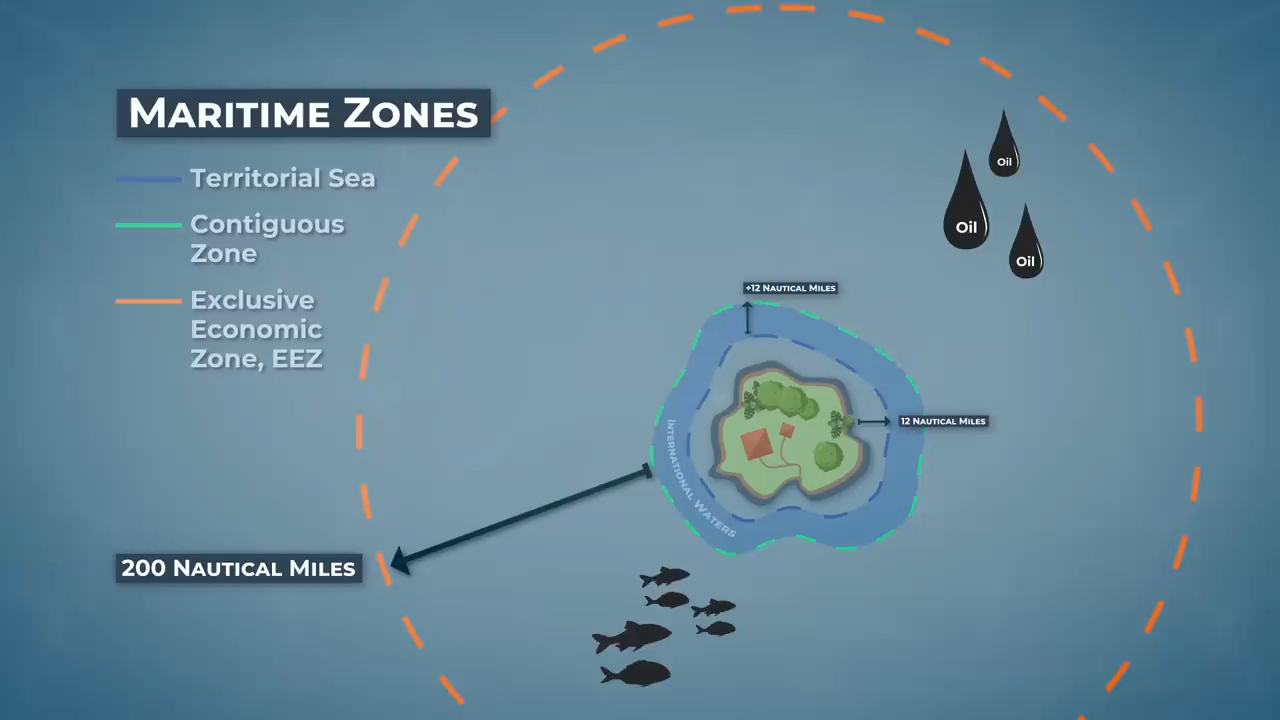 MARITIME ZONES
Territorial Sea
Contiguous
Zone
Exclusive
Economic
Zone, EEZ
Oil
Oil
Oil
+12 NAUTICAL MILES
12 NAUTICAL MILES
INTERNATIONAL WATERS
200 NAUTICAL MILES